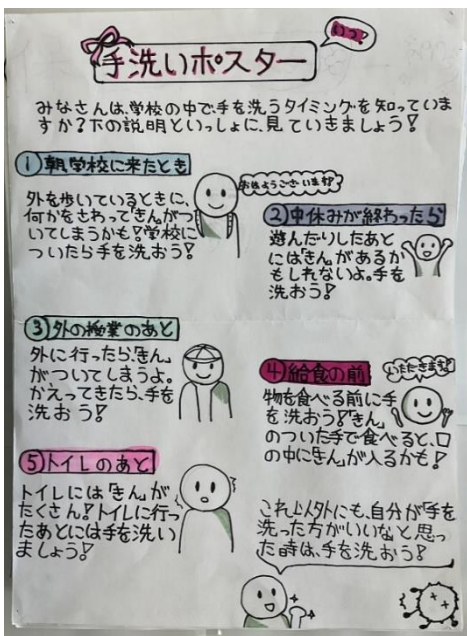 いつ?
手洗いポスター
みなさんは、学校の中で手を洗うタイミングを知っていま
すか?下の説明といっしょに、見ていきましょう!
①朝学校に来たとき
おはようございます!
外を歩いているときに、
何かをさわって「きん」がつ
いてしまうかも!学校に
ついたら手を洗おう!
②中休みが終わったら
遊んだりしたあと
には「きん」があるか
もしれないよ。手を
洗おう!
③外の授業のあと
外に行ったら「きん」
がついてしまうよ。
かえってきたら、手を
洗おう!
④給食の前
いただきます!
物を食べる前に手
を洗おう!「きん」
のついた手で食べると、口
の中に「きん」が入るかも!
⑤トイレのあと
トイレには「きん」が
たくさん!トイレに行っ
たあとには手を洗い
ましょう!
これ以外にも、自分が「手を
洗った方がいいな」と思っ
た時は、手を洗おう!